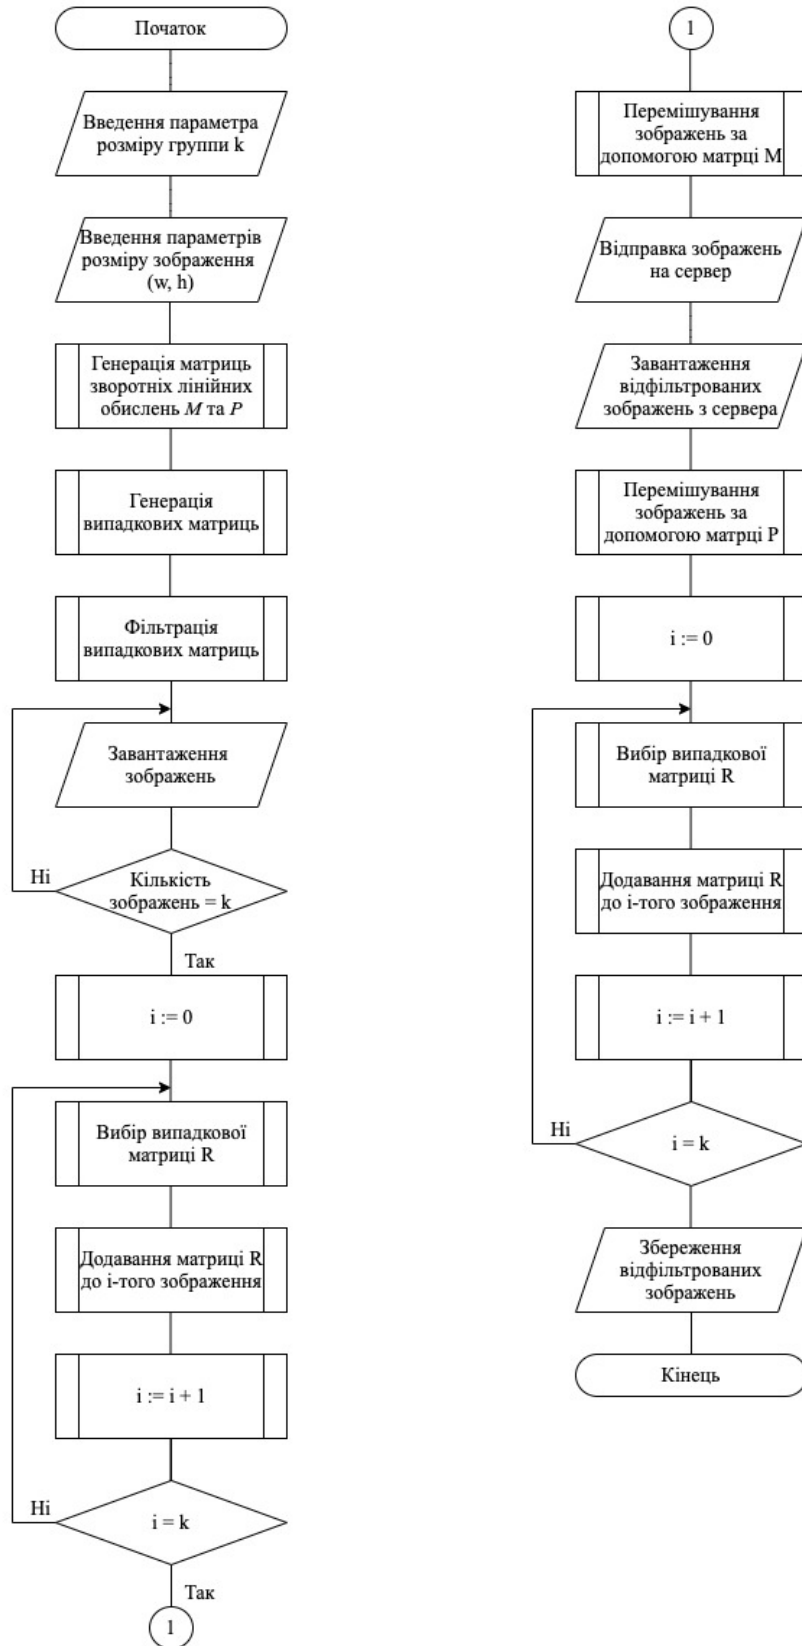 Початок
Введення параметра
розміру группи k
Введення параметрів
розміру зображення
(w, h)
Генерація матриць
зворотніх лінійних
обислень M та P
Генерація
випадкових матриць
Фільтрація
випадкових матриць
Завантаження
зображень
Ні
Кількість
зображень = k
Так
i := 0
Вибір випадкової
матриці R
Додавання матриці R
до і-того зображення
i := i + 1
Ні
i = k
Так
1
1
Перемішування
зображень за
допомогою матрці М
Відправка зображень
на сервер
Завантаження
відфільтрованих
зображень з сервера
Перемішування
зображень за
допомогою матрці Р
i := 0
Вибір випадкової
матриці R
Додавання матриці R
до і-того зображення
i := i + 1
Ні
i = k
Збереження
відфільтрованих
зображень
Кінець